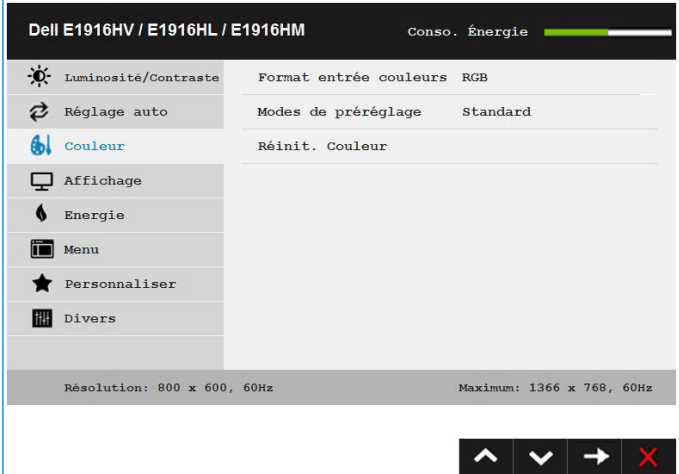 Dell E1916HV / E1916HL / E1916HM Conso. Énergie
Luminosité/Contraste Format entrée couleurs RGB
Réglage auto Modes de préréglage Standard
Couleur Réinit. Couleur
Affichage
Energie
Menu
Personnaliser
Divers
Résolution: 800 x 600, 60Hz Maximum: 1366 x 768, 60Hz